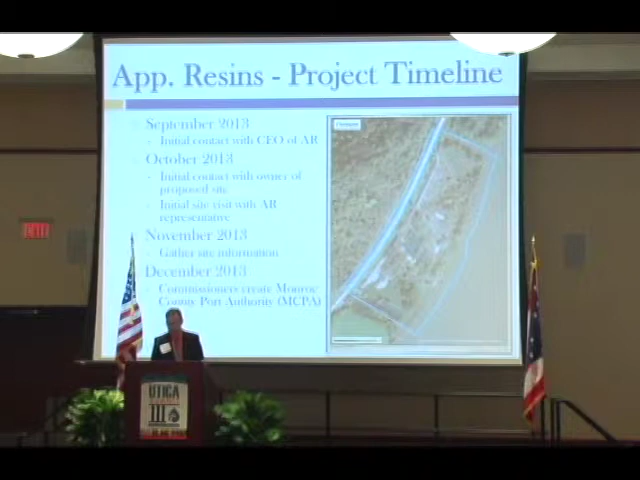 App. Resins - Project Timeline
September 2013
- Initial contact with CEO of AR
October 2013
- Initial contact with owner of
proposed site
- Initial site visit with AR
representative
November 2013
- Gather site information
December 2013
- Commissioners create Monroe
County Port Authority (MCPA)
EXIT
UTICA
III